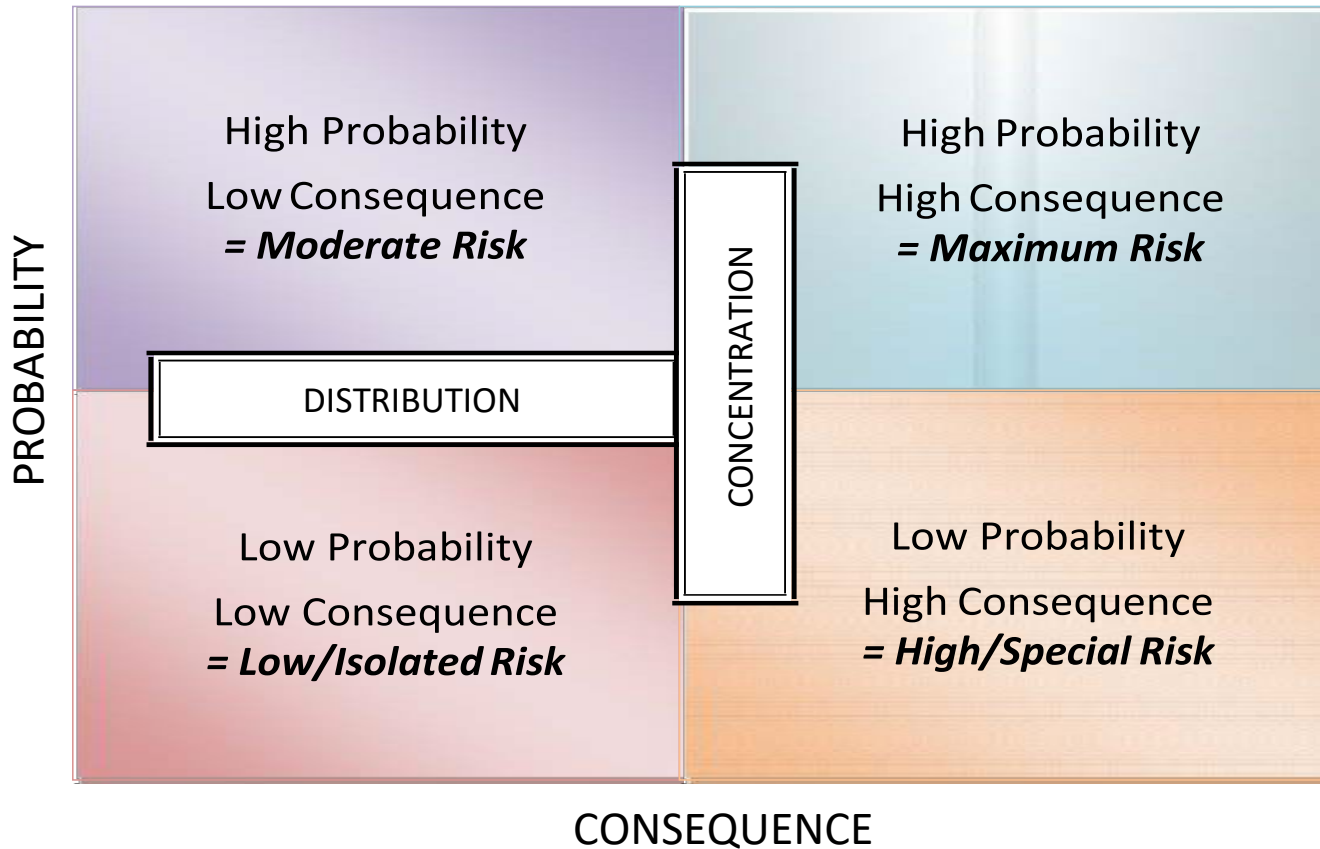 High Probability
Low Consequence
= Moderate Risk
High Probability
High Consequence
= Maximum Risk
PROBABILITY
DISTRIBUTION
CONCENTRATION
Low Probability
Low Consequence
= Low/Isolated Risk
Low Probability
High Consequence
= High/Special Risk
CONSEQUENCE